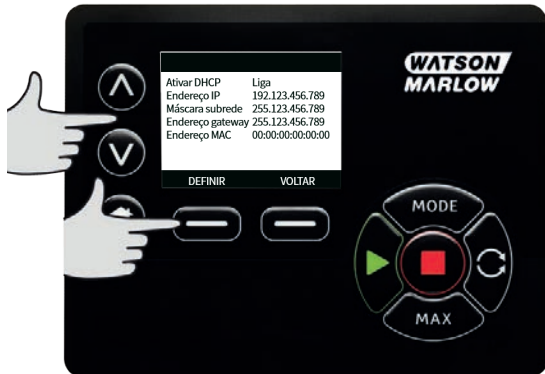 WATSON
MARLOW
Ativar DHCP Liga
Endereço IP 192.123.456.789
Máscara subrede 255.123.456.789
Endereço gateway 255.123.456.789
Endereço MAC 00:00:00:00:00:00
DEFINIR VOLTAR
MODE
MAX